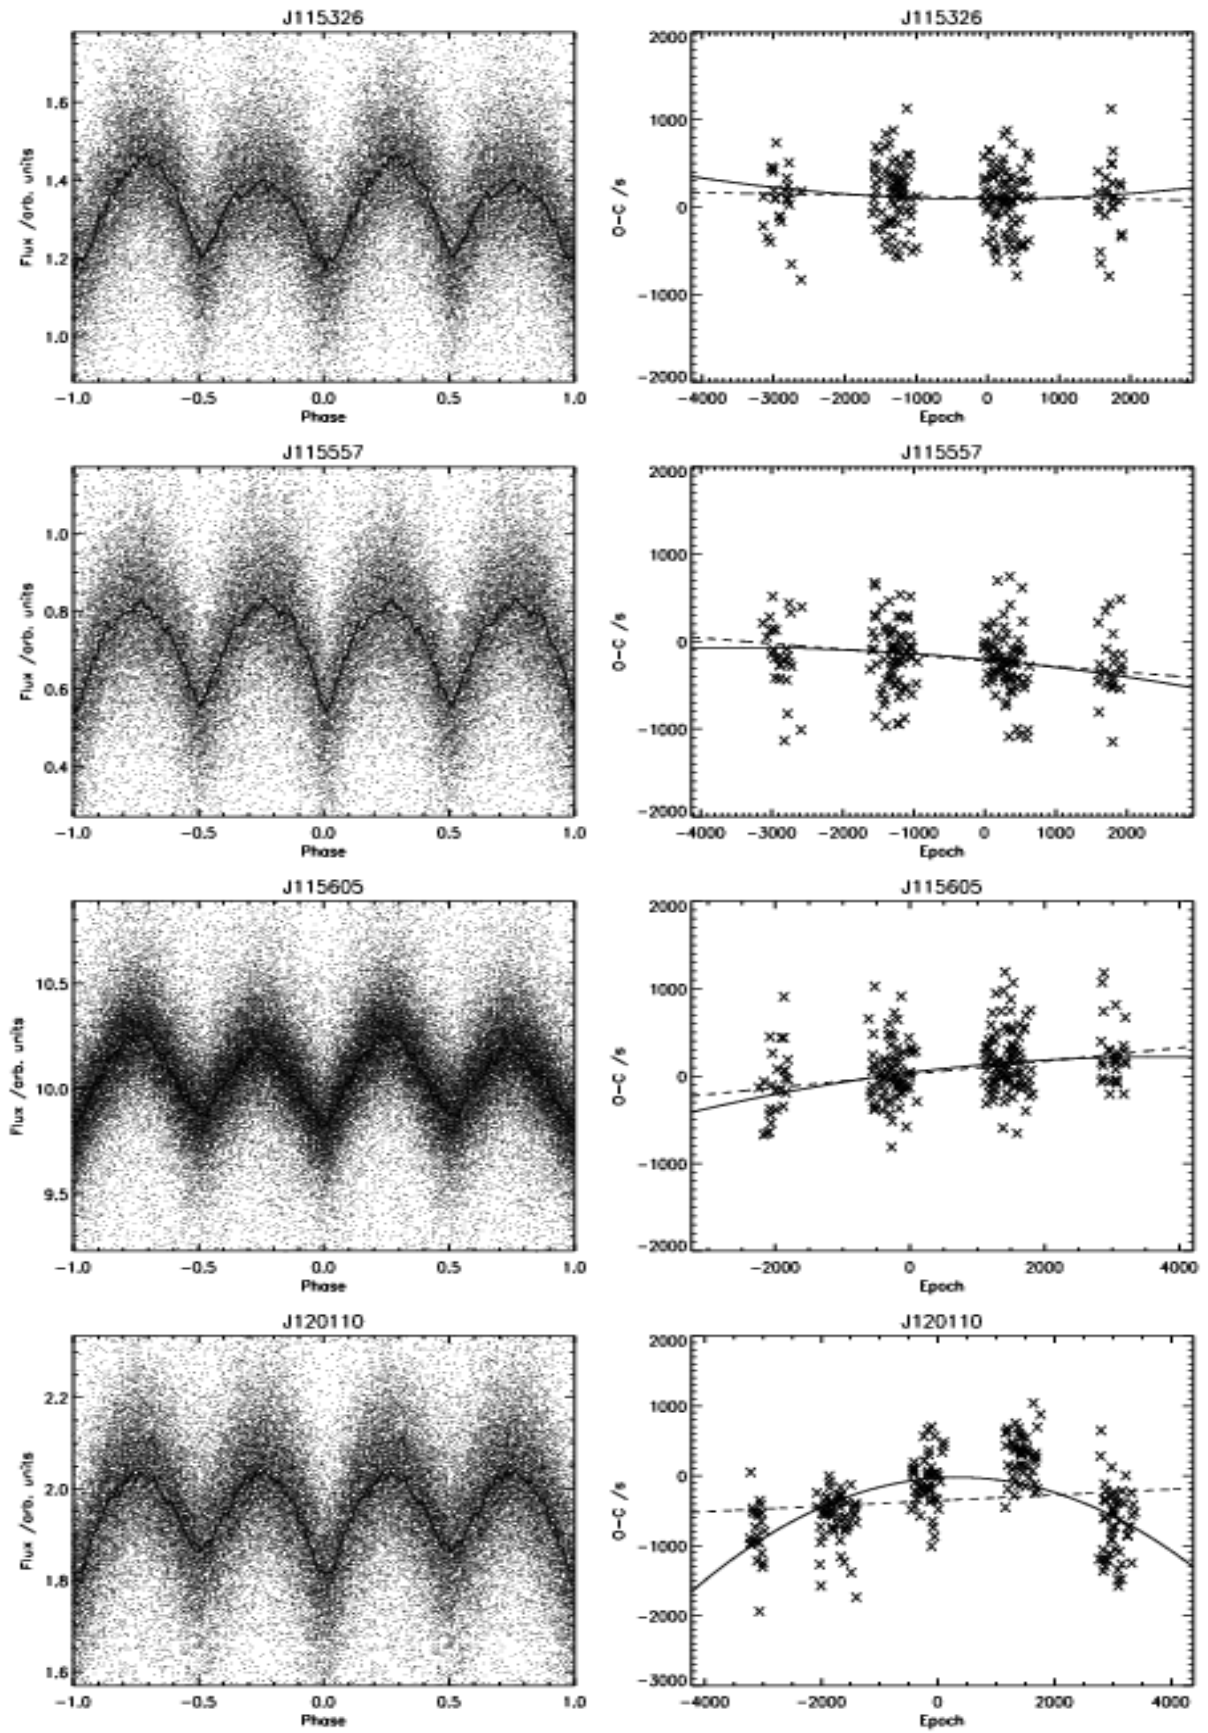 J115326
J115326
1.6
1.4
1.2
1.0
Flux /arb. units
-1.0 -0.5 0.0 0.5 1.0
Phase
2000
1000
0
-1000
-2000
O-C /s
-4000 -3000 -2000 -1000 0 1000 2000
Epoch
J115557
J115557
1.0
0.8
0.6
0.4
Flux /arb. units
-1.0 -0.5 0.0 0.5 1.0
Phase
2000
1000
0
-1000
-2000
O-C /s
-4000 -3000 -2000 -1000 0 1000 2000
Epoch
J115605
J115605
10.5
10.0
9.5
Flux /arb. units
-1.0 -0.5 0.0 0.5 1.0
Phase
2000
1000
0
-1000
-2000
O-C /s
-2000 0 2000 4000
Epoch
J120110
J120110
2.2
2.0
1.8
1.6
Flux /arb. units
-1.0 -0.5 0.0 0.5 1.0
Phase
2000
1000
0
-1000
-2000
-3000
O-C /s
-4000 -2000 0 2000 4000
Epoch